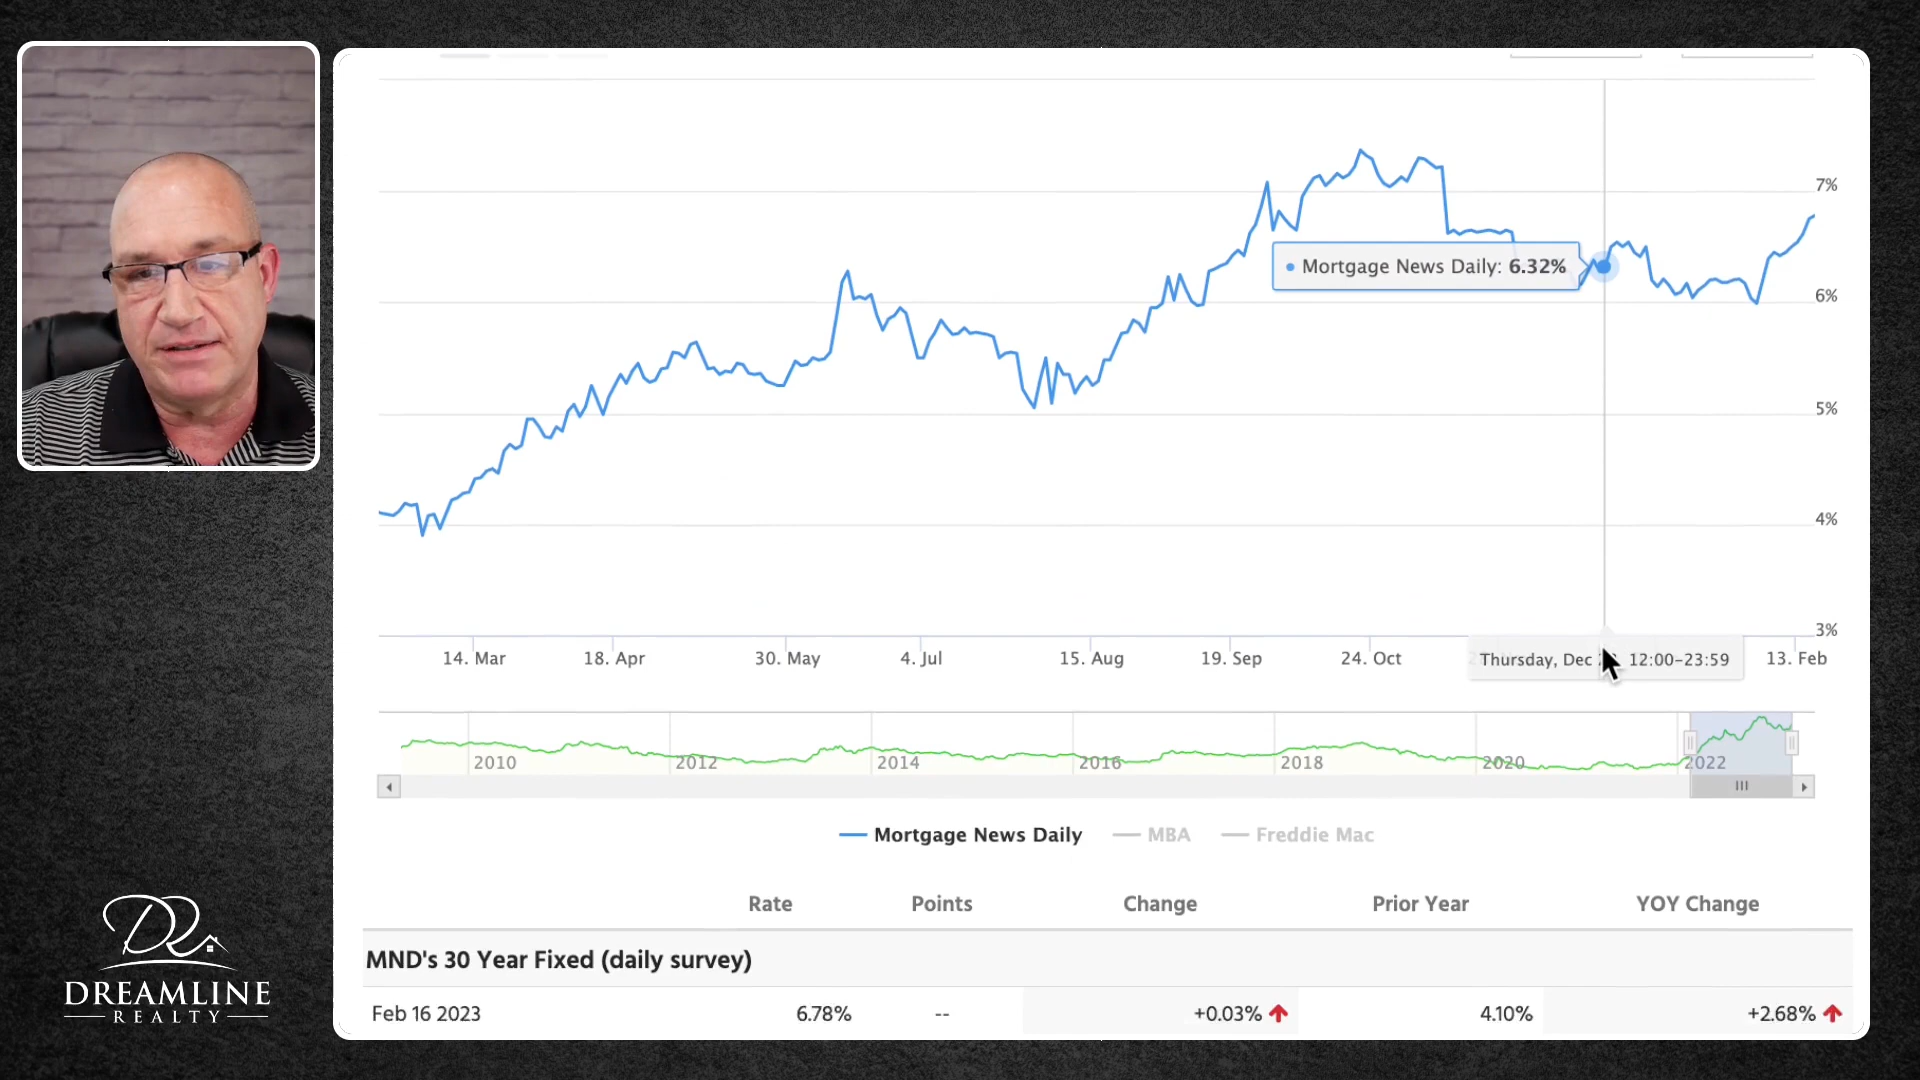 7%
Mortgage News Daily: 6.32%
6%
5%
4%
3%
14. Mar 18. Apr 30. May 4. Jul 15. Aug 19. Sep 24. Oct Thursday, Dec 12:00-23:59 13. Feb
2010 2012 2014 2016 2018 2020 2022
Mortgage News Daily MBA Freddie Mac
Rate Points Change Prior Year YOY Change
MND's 30 Year Fixed (daily survey)
Feb 16 2023 6.78% -- +0.03% 4.10% +2.68%
DREAMLINE
REALTY